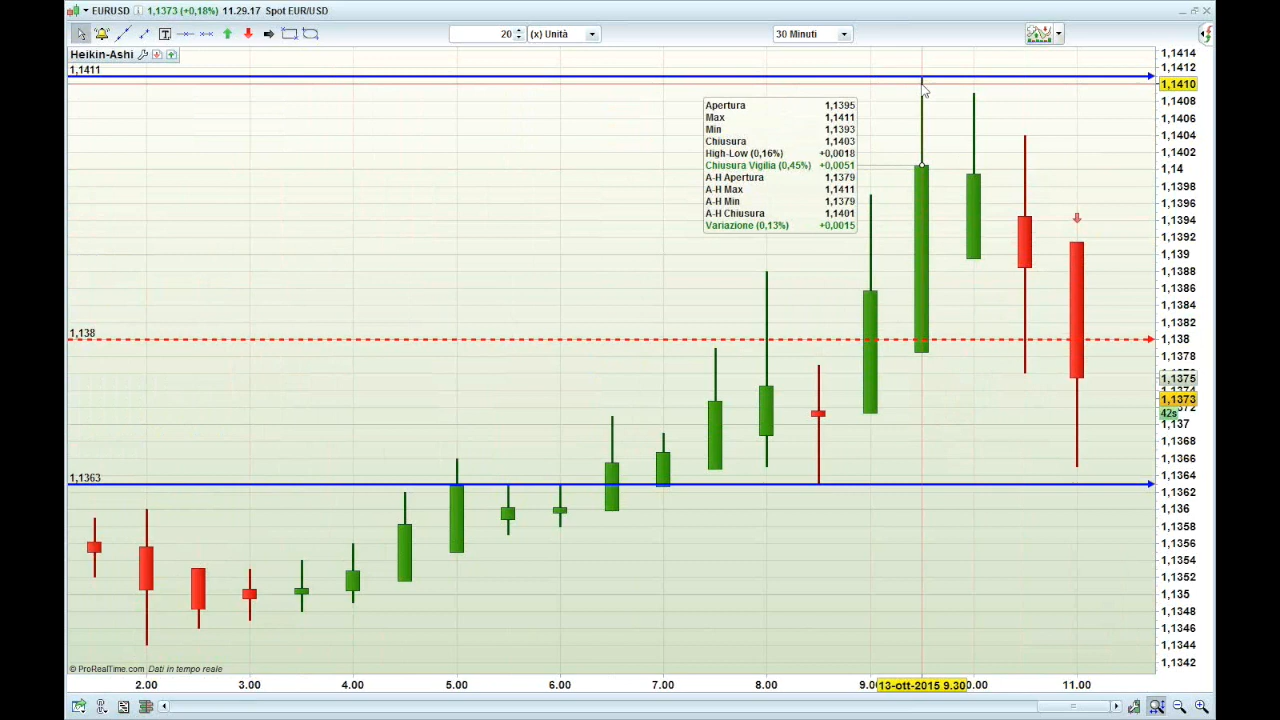 EURUSD 1,1373 (+0,18%) 11.29.17 Spot EUR/USD
20 (x) Unità 30 Minuti
Heikin-Ashi
1,1411
1,138
1,1363
Apertura 1,1395
Max 1,1411
Min 1,1393
Chiusura 1,1403
High-Low (0,16%) +0,0018
Chiusura Vigilia (0,45%) +0,0051
A-H Apertura 1,1379
A-H Max 1,1411
A-H Min 1,1379
A-H Chiusura 1,1401
Variazione (0,13%) +0,0015
1,1414
1,1412
1,1410
1,1408
1,1406
1,1404
1,1402
1,14
1,1398
1,1396
1,1394
1,1392
1,139
1,1388
1,1386
1,1384
1,1382
1,138
1,1378
1,1375
1,1373
42s
1,137
1,1368
1,1366
1,1364
1,1362
1,136
1,1358
1,1356
1,1354
1,1352
1,135
1,1348
1,1346
1,1344
1,1342
© ProRealTime.com Dati in tempo reale
2.00 3.00 4.00 5.00 6.00 7.00 8.00 13-ott-2015 9.30 11.00